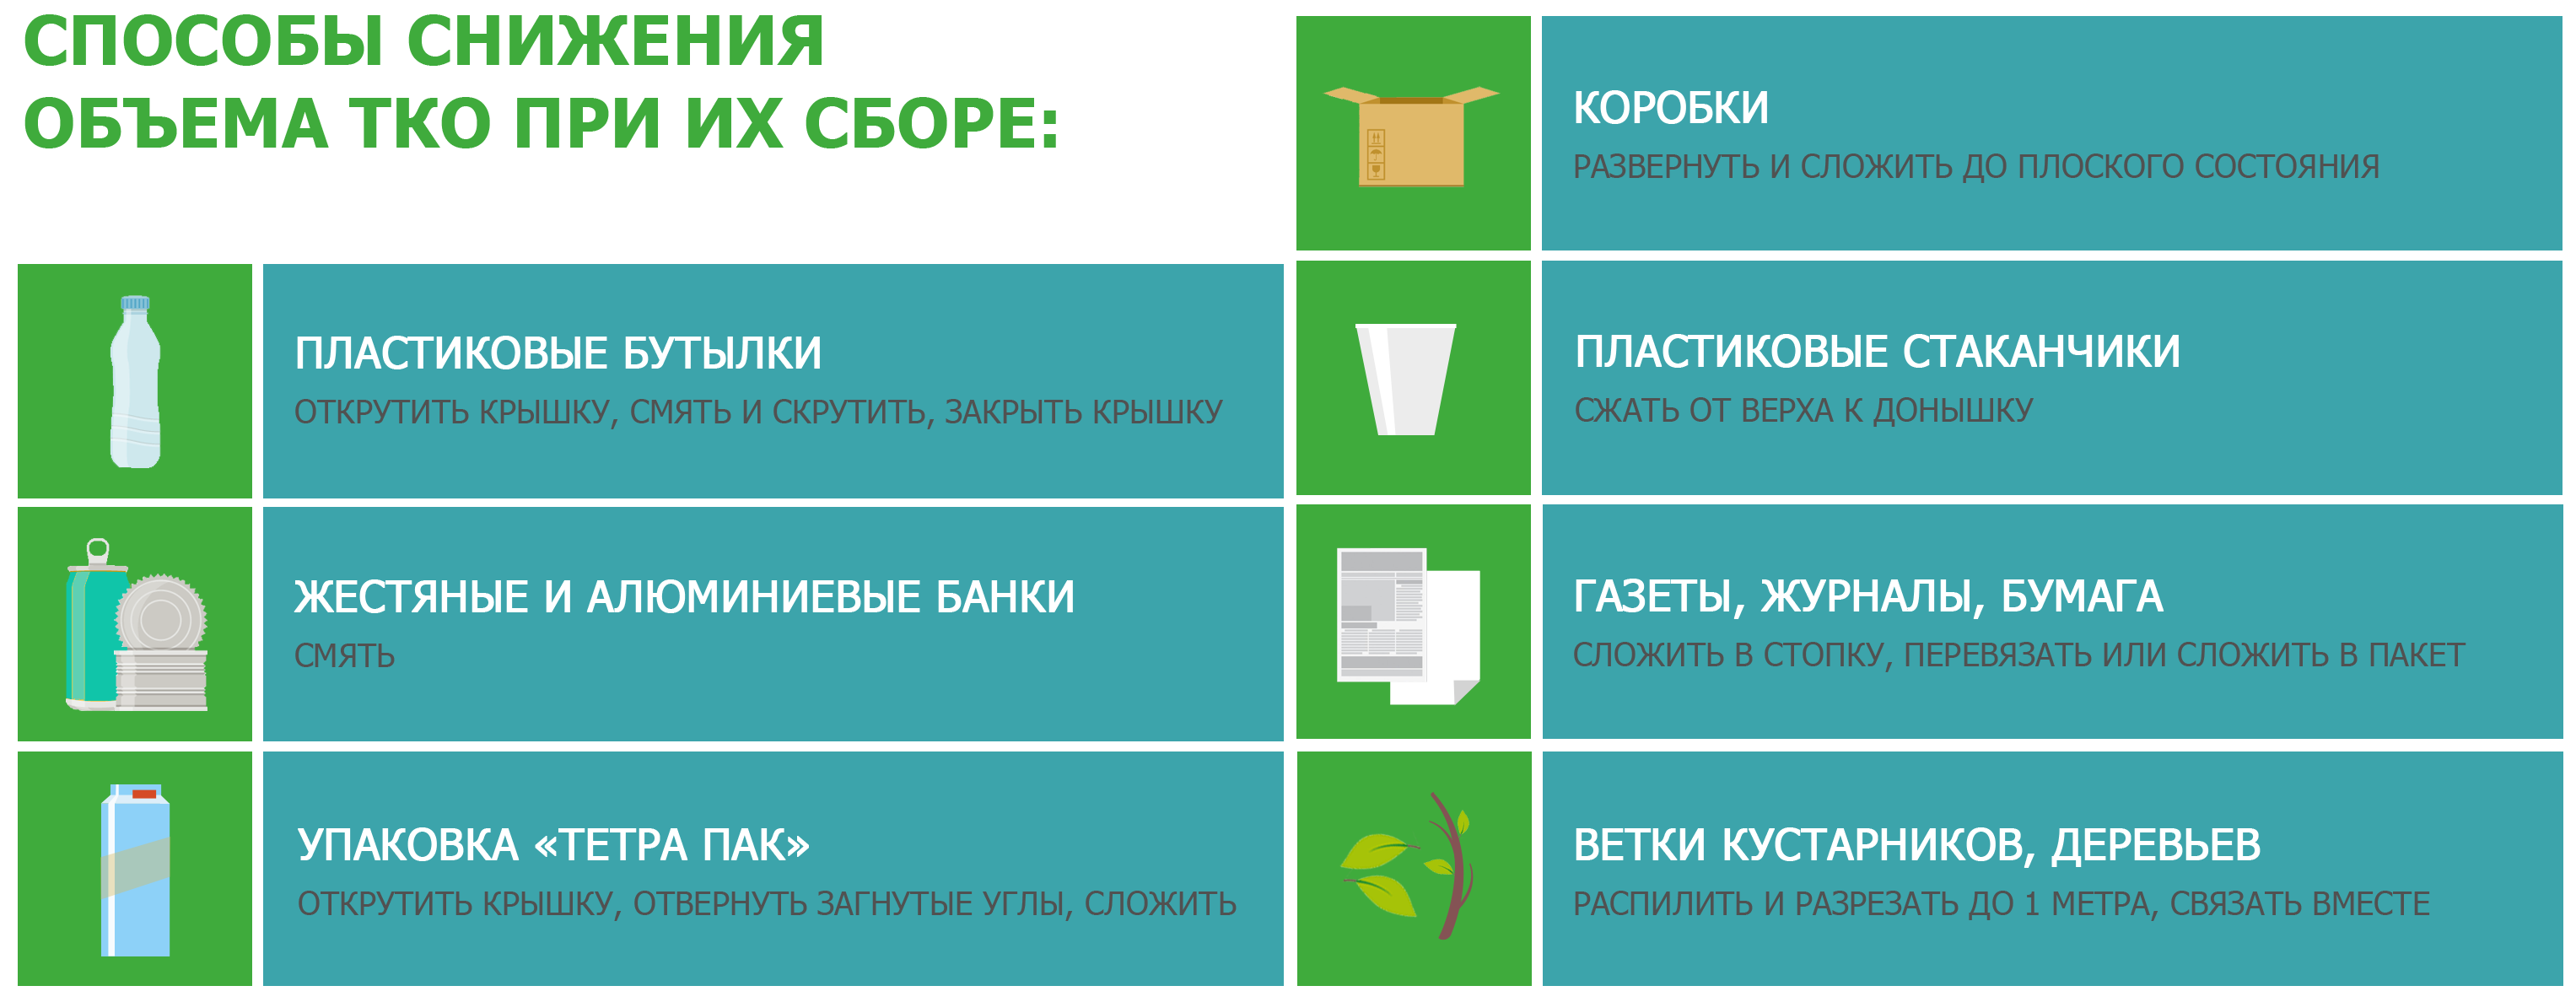 СПОСОБЫ СНИЖЕНИЯ
ОБЪЕМА ТКО ПРИ ИХ СБОРЕ:
ПЛАСТИКОВЫЕ БУТЫЛКИ
ОТКРУТИТЬ КРЫШКУ, СМЯТЬ И СКРУТИТЬ, ЗАКРЫТЬ КРЫШКУ
ЖЕСТЯНЫЕ И АЛЮМИНИЕВЫЕ БАНКИ
СМЯТЬ
УПАКОВКА «ТЕТРА ПАК»
ОТКРУТИТЬ КРЫШКУ, ОТВЕРНУТЬ ЗАГНУТЫЕ УГЛЫ, СЛОЖИТЬ
КОРОБКИ
РАЗВЕРНУТЬ И СЛОЖИТЬ ДО ПЛОСКОГО СОСТОЯНИЯ
ПЛАСТИКОВЫЕ СТАКАНЧИКИ
СЖАТЬ ОТ ВЕРХА К ДОНЫШКУ
ГАЗЕТЫ, ЖУРНАЛЫ, БУМАГА
СЛОЖИТЬ В СТОПКУ, ПЕРЕВЯЗАТЬ ИЛИ СЛОЖИТЬ В ПАКЕТ
ВЕТКИ КУСТАРНИКОВ, ДЕРЕВЬЕВ
РАСПИЛИТЬ И РАЗРЕЗАТЬ ДО 1 МЕТРА, СВЯЗАТЬ ВМЕСТЕ